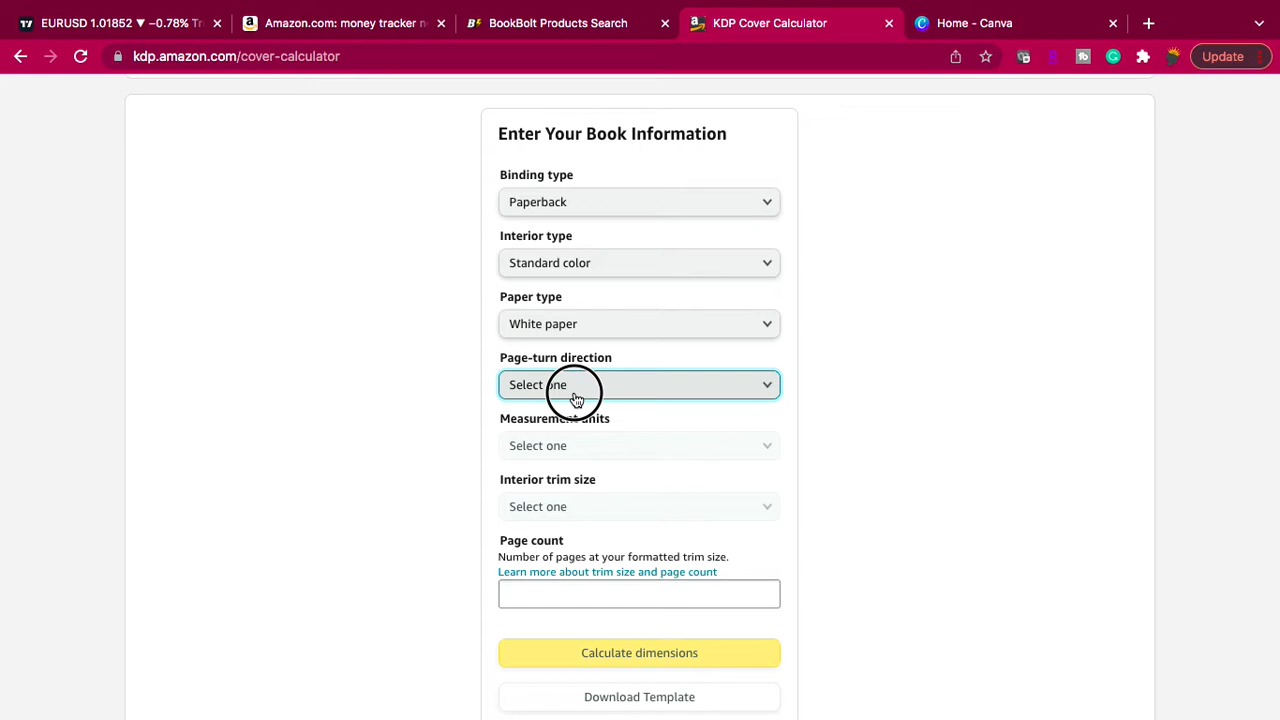 EURUSD 1.01852 ▼ −0.78% Tr
Amazon.com: money tracker n
BookBolt Products Search
KDP Cover Calculator
Home - Canva
kdp.amazon.com/cover-calculator
Update
Enter Your Book Information
Binding type
Paperback
Interior type
Standard color
Paper type
White paper
Page-turn direction
Select one
Measurement units
Select one
Interior trim size
Select one
Page count
Number of pages at your formatted trim size.
Learn more about trim size and page count
Calculate dimensions
Download Template